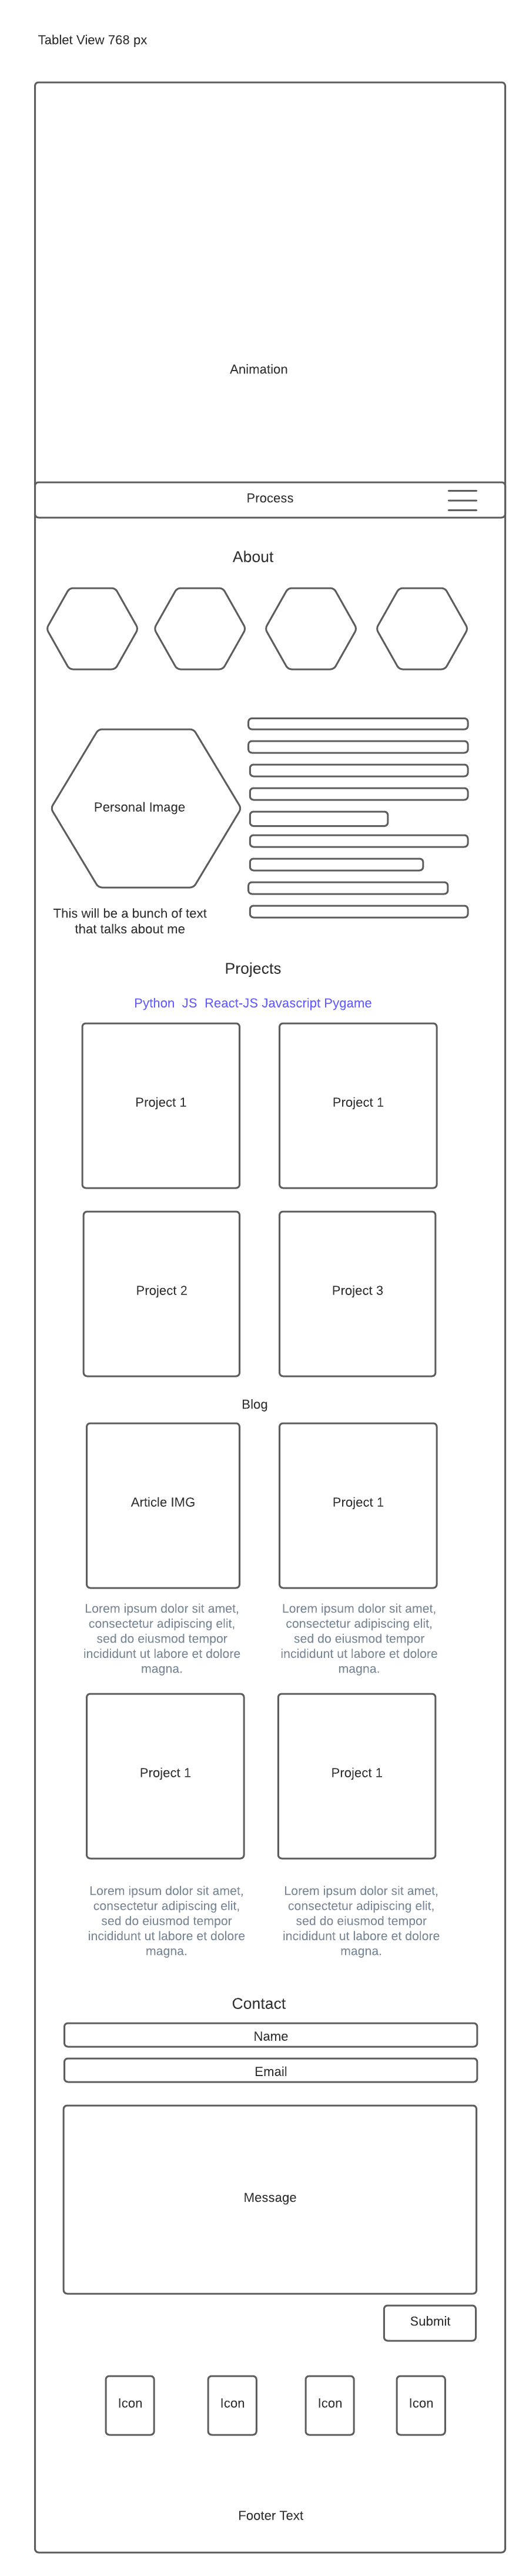 Tablet View 768 px
Animation
Process
About
Personal Image
This will be a bunch of text
that talks about me
Projects
Python  JS  React-JS Javascript Pygame
Project 1
Project 1
Project 2
Project 3
Blog
Article IMG
Project 1
Lorem ipsum dolor sit amet,
consectetur adipiscing elit,
sed do eiusmod tempor
incididunt ut labore et dolore
magna.
Lorem ipsum dolor sit amet,
consectetur adipiscing elit,
sed do eiusmod tempor
incididunt ut labore et dolore
magna.
Project 1
Project 1
Lorem ipsum dolor sit amet,
consectetur adipiscing elit,
sed do eiusmod tempor
incididunt ut labore et dolore
magna.
Lorem ipsum dolor sit amet,
consectetur adipiscing elit,
sed do eiusmod tempor
incididunt ut labore et dolore
magna.
Contact
Name
Email
Message
Submit
Icon
Icon
Icon
Icon
Footer Text